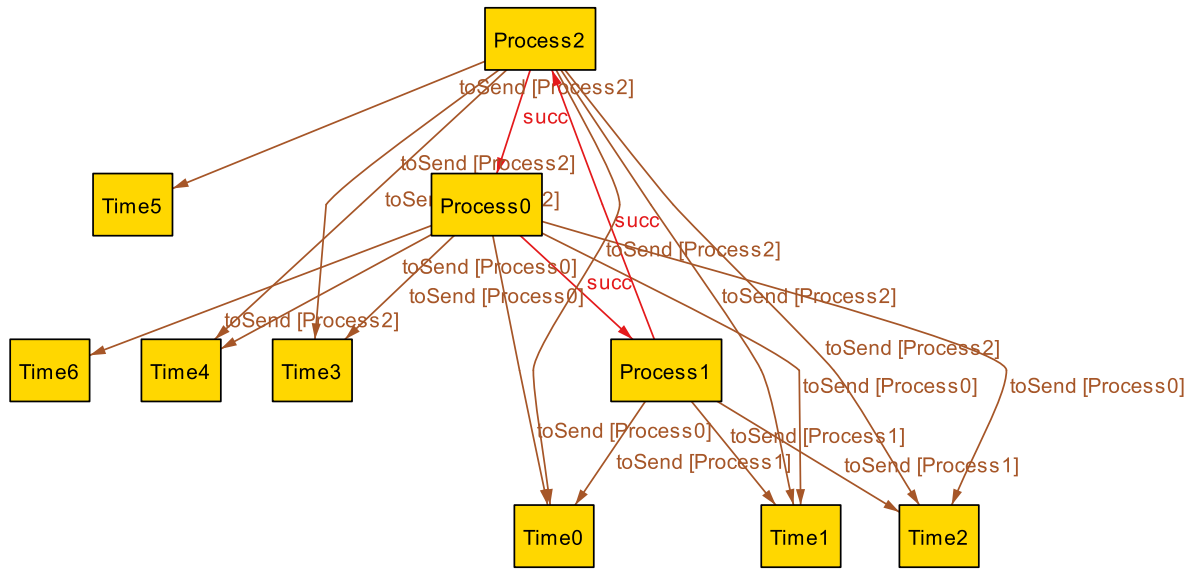 Process2
toSend [Process2]
succ
toSend [Process2]
toSen
2]
Process0
Time5
succ
toSend [Process2]
toSend [Process0]
succ
toSend [Process0]
toSend [Process2]
toSend [Process2]
toSend [Process2]
Time6
Time4
Time3
Process1
toSend [Process0]
toSend [Process0]
toSend [Process0]
toSend [Process1]
toSend [Process1]
toSend [Process1]
Time0
Time1
Time2